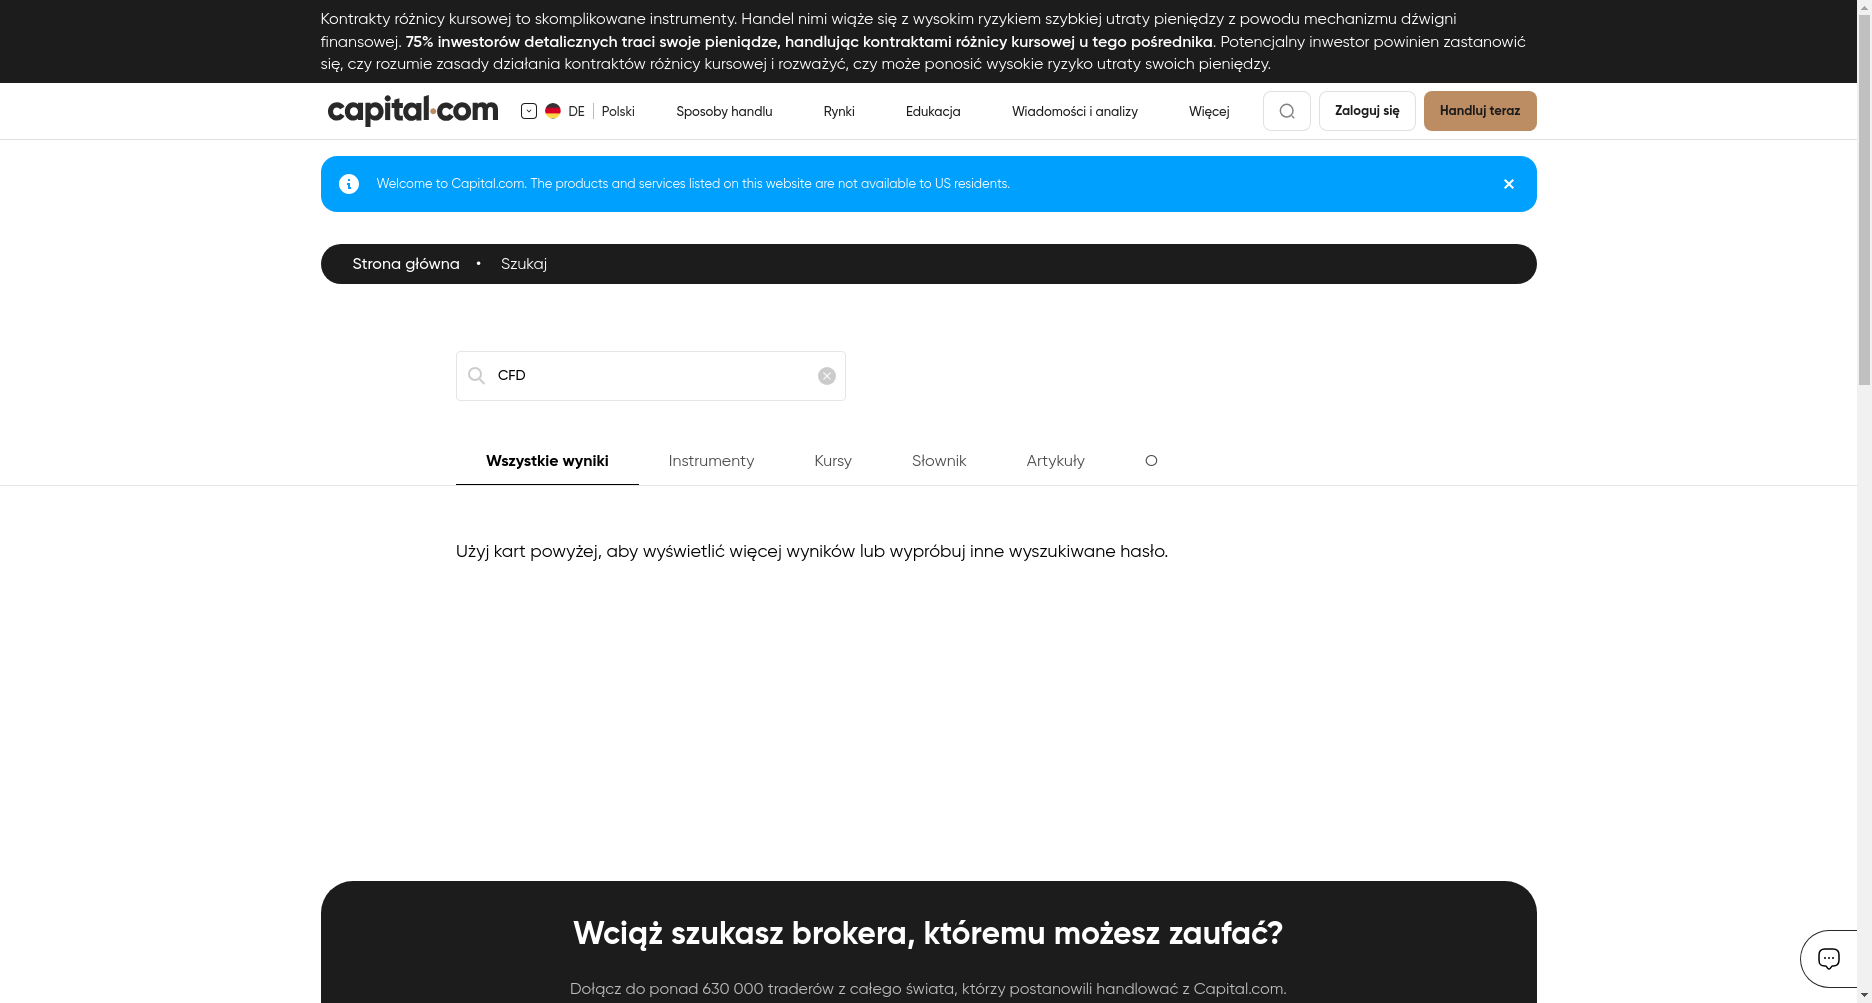 Kontrakty różnicy kursowej to skomplikowane instrumenty. Handel nimi wiąże się z wysokim ryzykiem szybkiej utraty pieniędzy z powodu mechanizmu dźwigni
finansowej. 75% inwestorów detalicznych traci swoje pieniądze, handlując kontraktami różnicy kursowej u tego pośrednika. Potencjalny inwestor powinien zastanowić
się, czy rozumie zasady działania kontraktów różnicy kursowej i rozważyć, czy może ponosić wysokie ryzyko utraty swoich pieniędzy.
capital.com DE Polski Sposoby handlu Rynki Edukacja Wiadomości i analizy Więcej Zaloguj się Handluj teraz
Welcome to Capital.com. The products and services listed on this website are not available to US residents.
Strona główna • Szukaj
CFD
Wszystkie wyniki Instrumenty Kursy Słownik Artykuły O
Użyj kart powyżej, aby wyświetlić więcej wyników lub wypróbuj inne wyszukiwane hasło.
Wciąż szukasz brokera, któremu możesz zaufać?
Dołącz do ponad 630 000 traderów z całego świata, którzy postanowili handlować z Capital.com.